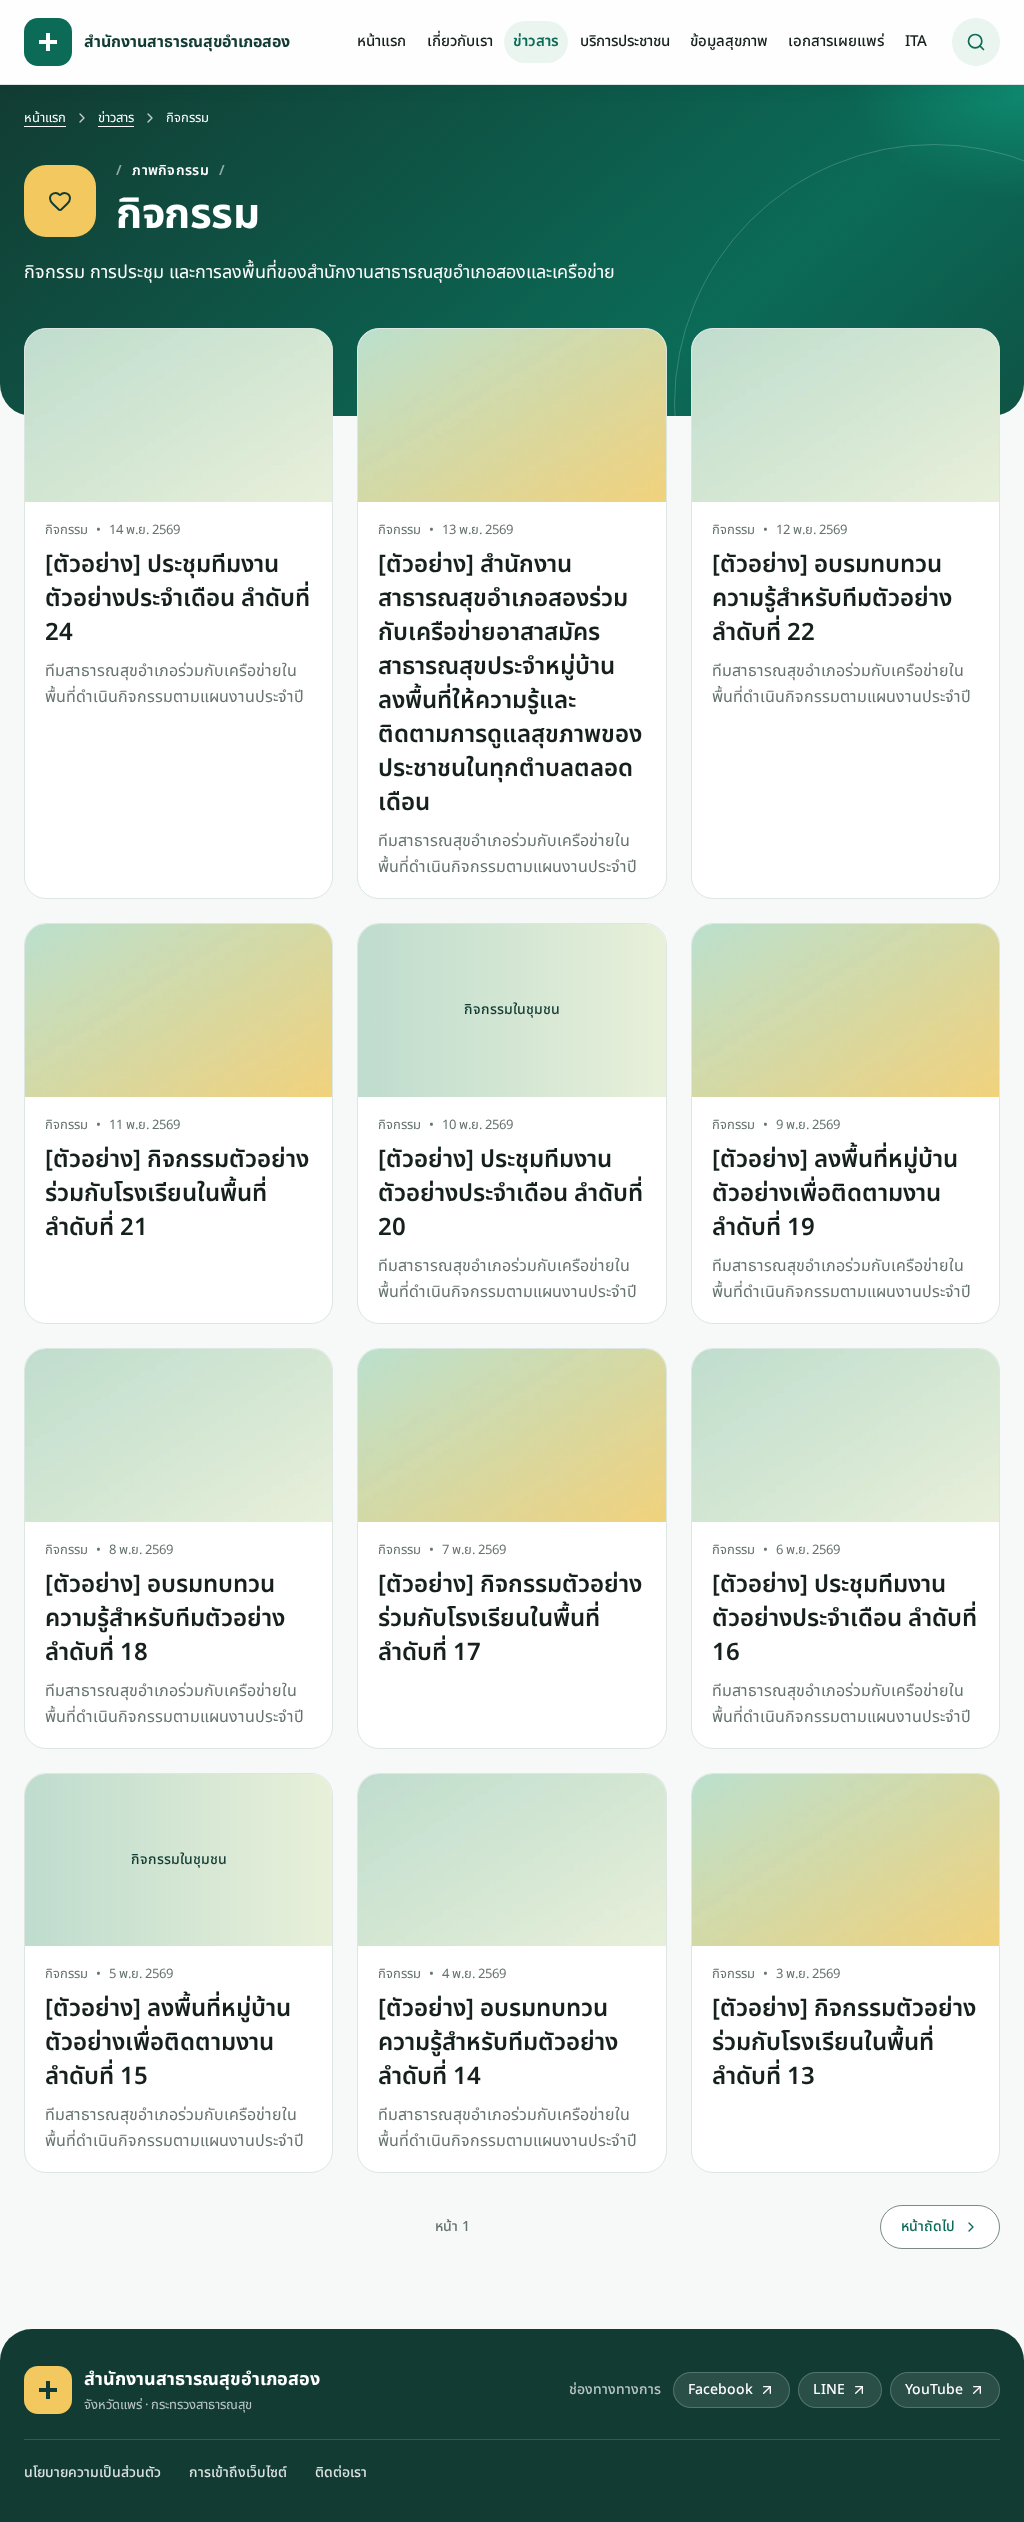 สำนักงานสาธารณสุขอำเภอสอง
หน้าแรก เกี่ยวกับเรา ข่าวสาร บริการประชาชน ข้อมูลสุขภาพ เอกสารเผยแพร่ ITA
หน้าแรก ข่าวสาร กิจกรรม
/ ภาพกิจกรรม /
กิจกรรม
กิจกรรม การประชุม และการลงพื้นที่ของสำนักงานสาธารณสุขอำเภอสองและเครือข่าย
กิจกรรม • 14 พ.ย. 2569
[ตัวอย่าง] ประชุมทีมงาน
ตัวอย่างประจำเดือน ลำดับที่
24
ทีมสาธารณสุขอำเภอร่วมกับเครือข่ายใน
พื้นที่ดำเนินกิจกรรมตามแผนงานประจำปี
กิจกรรม • 13 พ.ย. 2569
[ตัวอย่าง] สำนักงาน
สาธารณสุขอำเภอสองร่วม
กับเครือข่ายอาสาสมัคร
สาธารณสุขประจำหมู่บ้าน
ลงพื้นที่ให้ความรู้และ
ติดตามการดูแลสุขภาพของ
ประชาชนในทุกตำบลตลอด
เดือน
ทีมสาธารณสุขอำเภอร่วมกับเครือข่ายใน
พื้นที่ดำเนินกิจกรรมตามแผนงานประจำปี
กิจกรรม • 12 พ.ย. 2569
[ตัวอย่าง] อบรมทบทวน
ความรู้สำหรับทีมตัวอย่าง
ลำดับที่ 22
ทีมสาธารณสุขอำเภอร่วมกับเครือข่ายใน
พื้นที่ดำเนินกิจกรรมตามแผนงานประจำปี
กิจกรรม • 11 พ.ย. 2569
[ตัวอย่าง] กิจกรรมตัวอย่าง
ร่วมกับโรงเรียนในพื้นที่
ลำดับที่ 21
กิจกรรมในชุมชน
กิจกรรม • 10 พ.ย. 2569
[ตัวอย่าง] ประชุมทีมงาน
ตัวอย่างประจำเดือน ลำดับที่
20
ทีมสาธารณสุขอำเภอร่วมกับเครือข่ายใน
พื้นที่ดำเนินกิจกรรมตามแผนงานประจำปี
กิจกรรม • 9 พ.ย. 2569
[ตัวอย่าง] ลงพื้นที่หมู่บ้าน
ตัวอย่างเพื่อติดตามงาน
ลำดับที่ 19
ทีมสาธารณสุขอำเภอร่วมกับเครือข่ายใน
พื้นที่ดำเนินกิจกรรมตามแผนงานประจำปี
กิจกรรม • 8 พ.ย. 2569
[ตัวอย่าง] อบรมทบทวน
ความรู้สำหรับทีมตัวอย่าง
ลำดับที่ 18
ทีมสาธารณสุขอำเภอร่วมกับเครือข่ายใน
พื้นที่ดำเนินกิจกรรมตามแผนงานประจำปี
กิจกรรม • 7 พ.ย. 2569
[ตัวอย่าง] กิจกรรมตัวอย่าง
ร่วมกับโรงเรียนในพื้นที่
ลำดับที่ 17
กิจกรรม • 6 พ.ย. 2569
[ตัวอย่าง] ประชุมทีมงาน
ตัวอย่างประจำเดือน ลำดับที่
16
ทีมสาธารณสุขอำเภอร่วมกับเครือข่ายใน
พื้นที่ดำเนินกิจกรรมตามแผนงานประจำปี
กิจกรรมในชุมชน
กิจกรรม • 5 พ.ย. 2569
[ตัวอย่าง] ลงพื้นที่หมู่บ้าน
ตัวอย่างเพื่อติดตามงาน
ลำดับที่ 15
ทีมสาธารณสุขอำเภอร่วมกับเครือข่ายใน
พื้นที่ดำเนินกิจกรรมตามแผนงานประจำปี
กิจกรรม • 4 พ.ย. 2569
[ตัวอย่าง] อบรมทบทวน
ความรู้สำหรับทีมตัวอย่าง
ลำดับที่ 14
ทีมสาธารณสุขอำเภอร่วมกับเครือข่ายใน
พื้นที่ดำเนินกิจกรรมตามแผนงานประจำปี
กิจกรรม • 3 พ.ย. 2569
[ตัวอย่าง] กิจกรรมตัวอย่าง
ร่วมกับโรงเรียนในพื้นที่
ลำดับที่ 13
หน้า 1
หน้าถัดไป
สำนักงานสาธารณสุขอำเภอสอง
จังหวัดแพร่ · กระทรวงสาธารณสุข
ช่องทางทางการ Facebook LINE YouTube
นโยบายความเป็นส่วนตัว การเข้าถึงเว็บไซต์ ติดต่อเรา